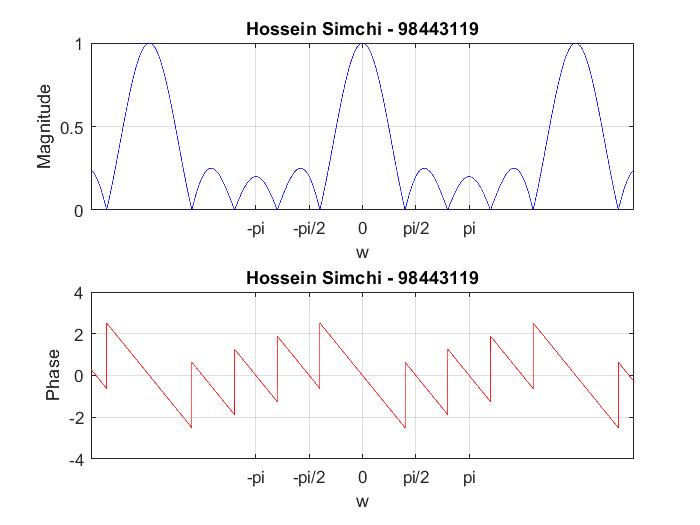 Hossein Simchi - 98443119
1
0.5
0
Magnitude
-pi -pi/2 0 pi/2 pi
w
Hossein Simchi - 98443119
4
2
0
-2
-4
Phase
-pi -pi/2 0 pi/2 pi
w